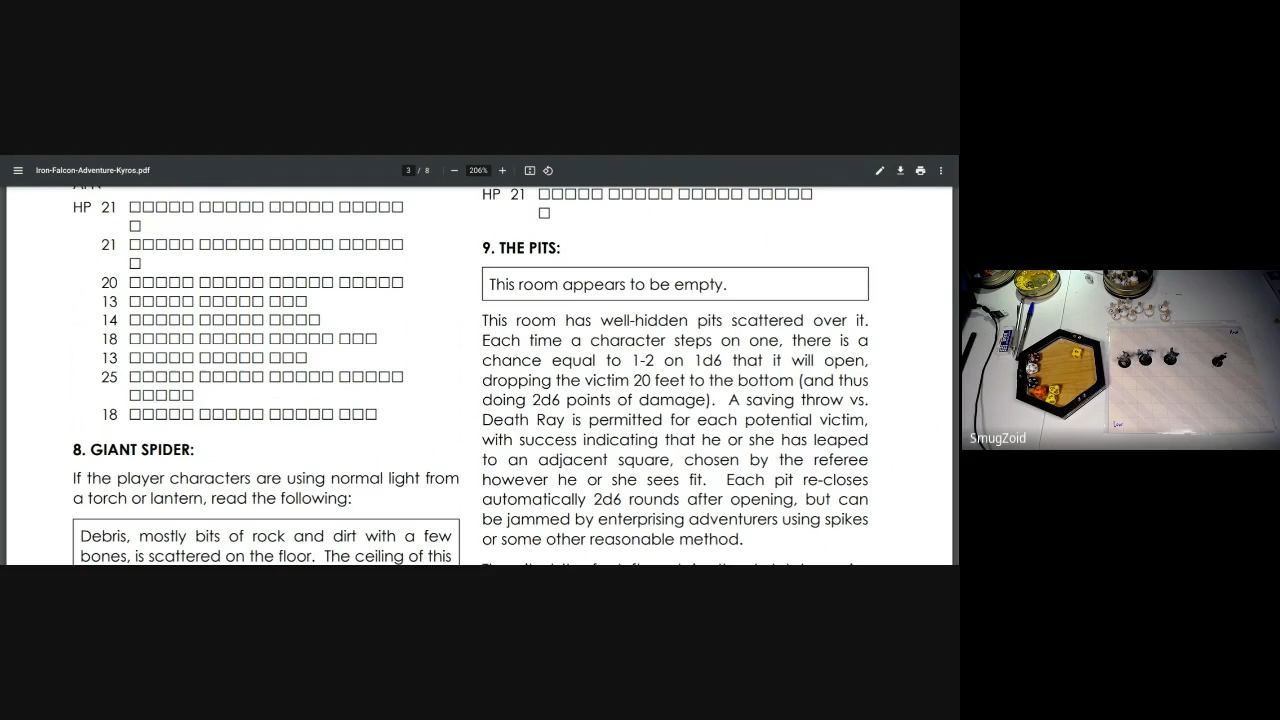 Iron-Falcon-Adventure-Kyros.pdf
3 / 8
206%
HP 21
21
20
13
14
18
13
25
18
8. GIANT SPIDER:
If the player characters are using normal light from
a torch or lantern, read the following:
Debris, mostly bits of rock and dirt with a few
bones, is scattered on the floor. The ceiling of this
HP 21
9. THE PITS:
This room appears to be empty.
This room has well-hidden pits scattered over it.
Each time a character steps on one, there is a
chance equal to 1-2 on 1d6 that it will open,
dropping the victim 20 feet to the bottom (and thus
doing 2d6 points of damage). A saving throw vs.
Death Ray is permitted for each potential victim,
with success indicating that he or she has leaped
to an adjacent square, chosen by the referee
however he or she sees fit. Each pit re-closes
automatically 2d6 rounds after opening, but can
be jammed by enterprising adventurers using spikes
or some other reasonable method.
SmugZoid